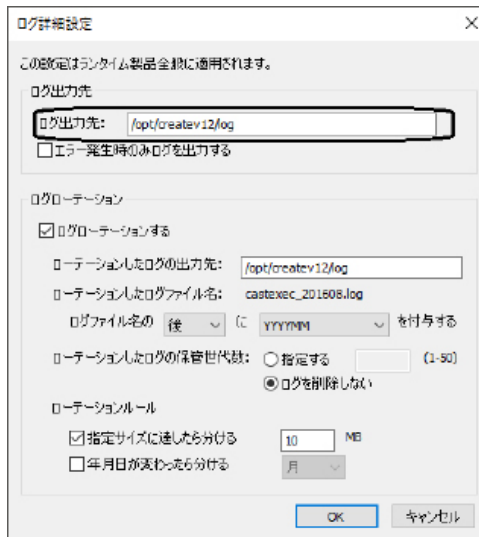 ログ詳細設定
この設定はランタイム製品全般に適用されます。
ログ出力先
ログ出力先: /opt/createv12/log
エラー発生時のみログを出力する
ログローテーション
ログローテーションする
ローテーションしたログの出力先: /opt/createv12/log
ローテーションしたログファイル名: castexec_201608.log
ログファイル名の 後 に YYYYMM を付与する
ローテーションしたログの保管世代数: 指定する (1-50)
ログを削除しない
ローテーションルール
指定サイズに達したら分ける 10 MB
年月日が変わったら分ける 月
OK キャンセル